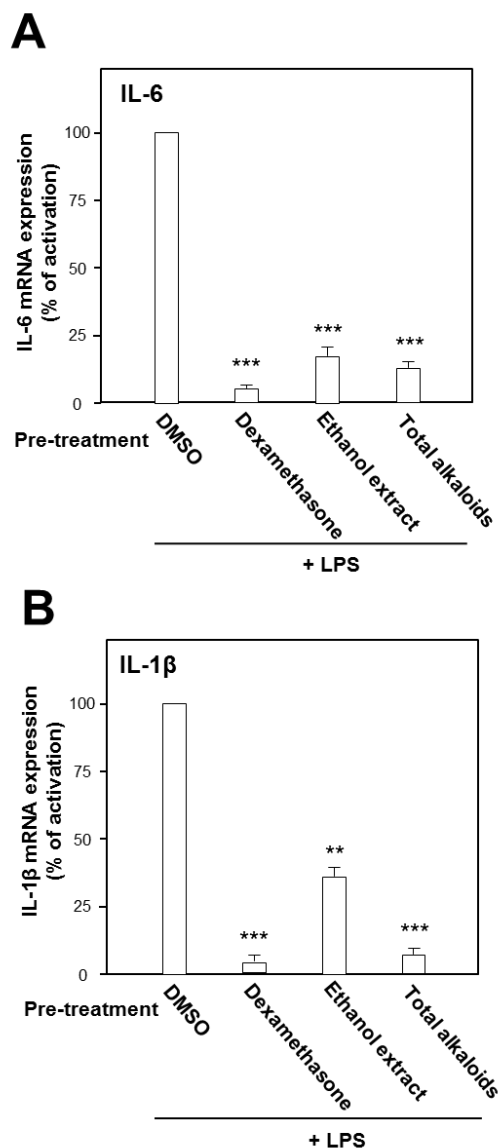 A
IL-6
IL-6 mRNA expression
(% of activation)
100
75
50
25
0
***
***
***
Pre-treatment
DMSO
Dexamethasone
Ethanol extract
Total alkaloids
+ LPS
B
IL-1β
IL-1β mRNA expression
(% of activation)
100
75
50
25
0
***
**
***
Pre-treatment
DMSO
Dexamethasone
Ethanol extract
Total alkaloids
+ LPS